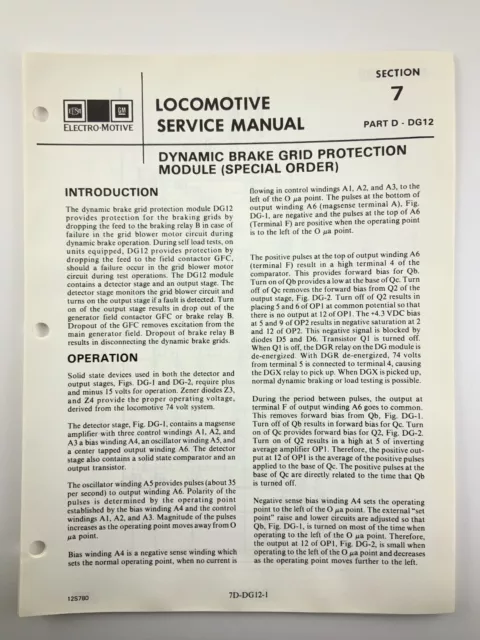 SECTION
7
PART D - DG12
GM
ELECTRO-MOTIVE
LOCOMOTIVE
SERVICE MANUAL
DYNAMIC BRAKE GRID PROTECTION
MODULE (SPECIAL ORDER)
INTRODUCTION
The dynamic brake grid protection module DG12
provides protection for the braking grids by
dropping the feed to the braking relay B in case of
failure in the grid blower motor circuit during
dynamic brake operation. During self load tests, on
units equipped, DG12 provides protection by
dropping the feed to the field contactor GFC,
should a failure occur in the grid blower motor
circuit during test operations. The DG12 module
contains a detector stage and an output stage. The
detector stage monitors the grid blower circuit and
turns on the output stage if a fault is detected. Turn
on of the output stage results in drop out of the
generator field contactor GFC or brake relay B.
Dropout of the GFC removes excitation from the
main generator field. Dropout of brake relay B
results in disconnecting the dynamic brake grids.
OPERATION
Solid state devices used in both the detector and
output stages, Figs. DG-1 and DG-2, require plus
and minus 15 volts for operation. Zener diodes Z3,
and Z4 provide the proper operating voltage,
derived from the locomotive 74 volt system.
The detector stage, Fig. DG-1, contains a magsense
amplifier with three control windings A1, A2, and
A3 a bias winding A4, an oscillator winding A5, and
a center tapped output winding A6. The detector
stage also contains a solid state comparator and an
output transistor.
The oscillator winding A5 provides pulses (about 35
per second) to output winding A6. Polarity of the
pulses is determined by the operating point
established by the bias winding A4 and the control
windings A1, A2, and A3. Magnitude of the pulses
increases as the operation point moves away from O
µa point.
Bias winding A4 is a negative sense winding which
sets the normal operating point, when no current is
flowing in control windings A1, A2, and A3, to the
left of the O µa point. The pulses at the bottom of
output winding A6 (magsense terminal A), Fig.
DG-1, are negative and the pulses at the top of A6
(Terminal F) are positive when the operating point
is to the left of the O µa point.
The positive pulses at the top of output winding A6
(terminal F) result in a high terminal 4 of the
comparator. This provides forward bias for Qb.
Turn on of Qb provides a low at the base of Qc. Turn
off of Qc removes the forward bias from Q2 of the
output stage, Fig. DG-2. Turn off of Q2 results in
placing 5 and 6 of OP1 at common potential so that
there is no output at 12 of OP1. The +4.3 VDC bias
at 5 and 9 of OP2 results in negative saturation at 2
and 12 of OP2. This negative signal is blocked by
diodes D5 and D6. Transistor Q1 is turned off.
When Q1 is off, the DGR relay on the DG module is
de-energized. With DGR de-energized, 74 volts
from terminal 5 is connected to terminal 4, causing
the DGX relay to pick up. When DGX is picked up,
normal dynamic braking or load testing is possible.
During the period between pulses, the output at
terminal F of output winding A6 goes to common.
This removes forward bias from Qb, Fig. DG-1.
Turn off of Qb results in forward bias for Qc. Turn
on of Qc provides forward bias for Q2, Fig. DG-2.
Turn on of Q2 results in a high at 5 of inverting
average amplifier OP1. Therefore, the positive out-
put at 12 of OP1 is the average of the positive pulses
applied to the base of Qc. The positive pulses at the
base of Qc are directly related to the time that Qb
is turned off.
Negative sense bias winding A4 sets the operating
point to the left of the O µa point. The external "set
point" raise and lower circuits are adjusted so that
Qb, Fig. DG-1, is turned on most of the time when
operating to the left of the O µa point. Therefore,
the output at 12 of OP1, Fig. DG-2, is small when
operating to the left of the O µa point and decreases
as the operating point moves further to the left.
12S780
7D-DG12-1